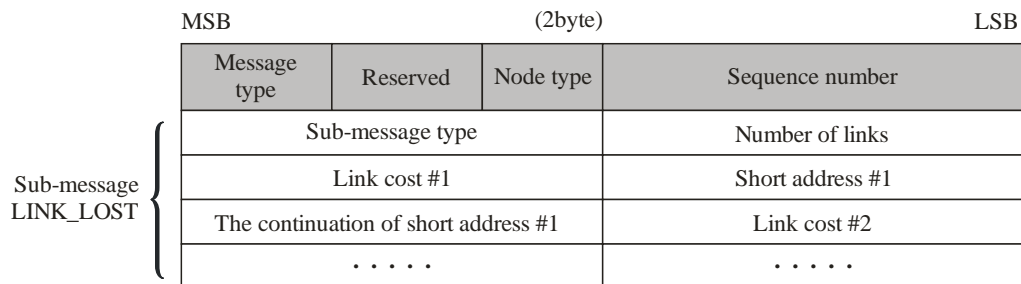 MSB (2byte) LSB
Message type Reserved Node type Sequence number
Sub-message type Number of links
Link cost #1 Short address #1
Sub-message
LINK_LOST
The continuation of short address #1 Link cost #2
· · · · · · · · · ·